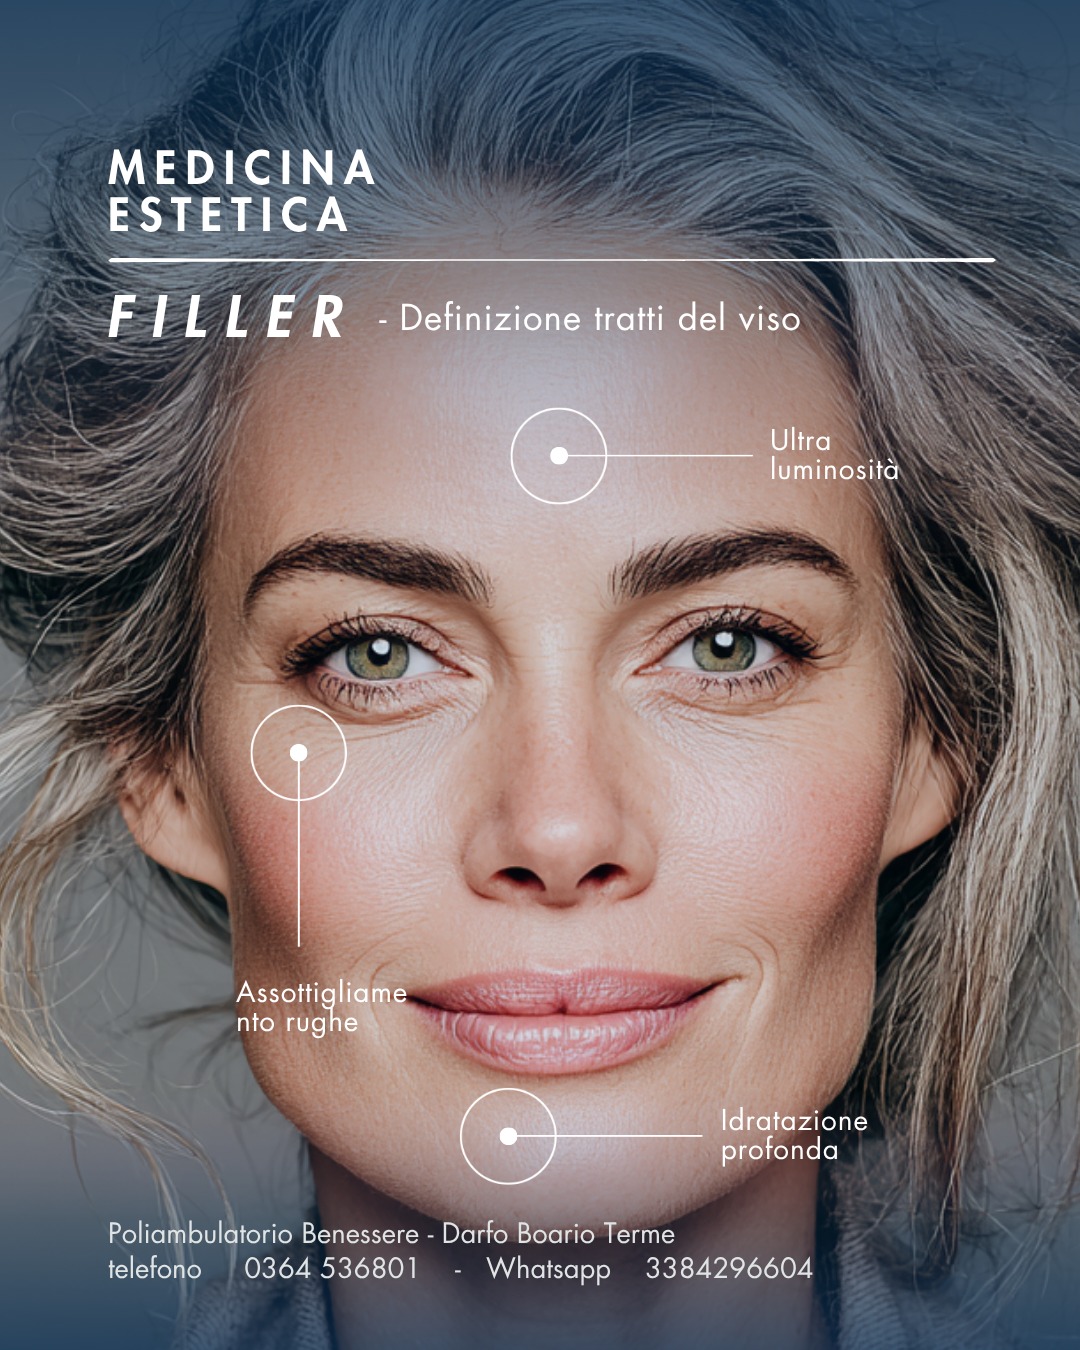 MEDICINA
ESTETICA
FILLER - Definizione tratti del viso
Ultra
luminosità
Assottigliame
nto rughe
Idratazione
profonda
Poliambulatorio Benessere - Darfo Boario Terme
telefono 0364 536801 - Whatsapp 3384296604